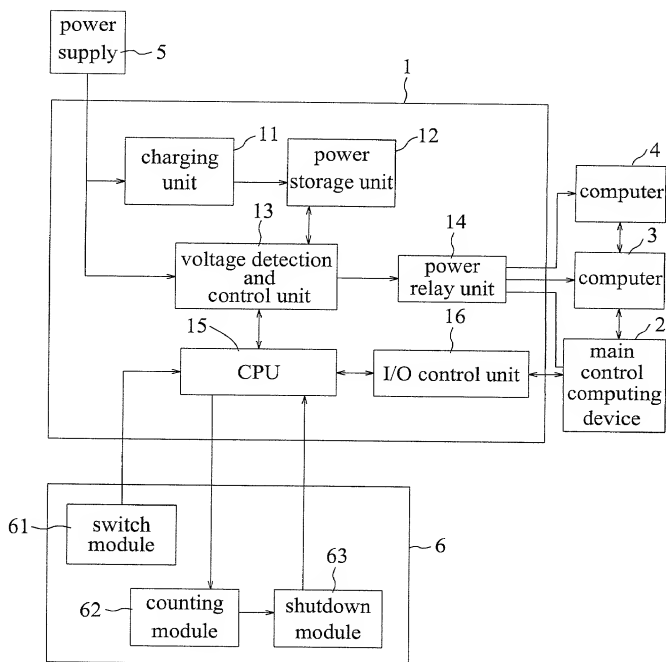 power
supply
5
1
11
charging
unit
12
power
storage unit
4
computer
13
voltage detection
and
control unit
14
power
relay unit
3
computer
15
CPU
16
I/O control unit
2
main
control
computing
device
61
switch
module
6
62
counting
module
63
shutdown
module